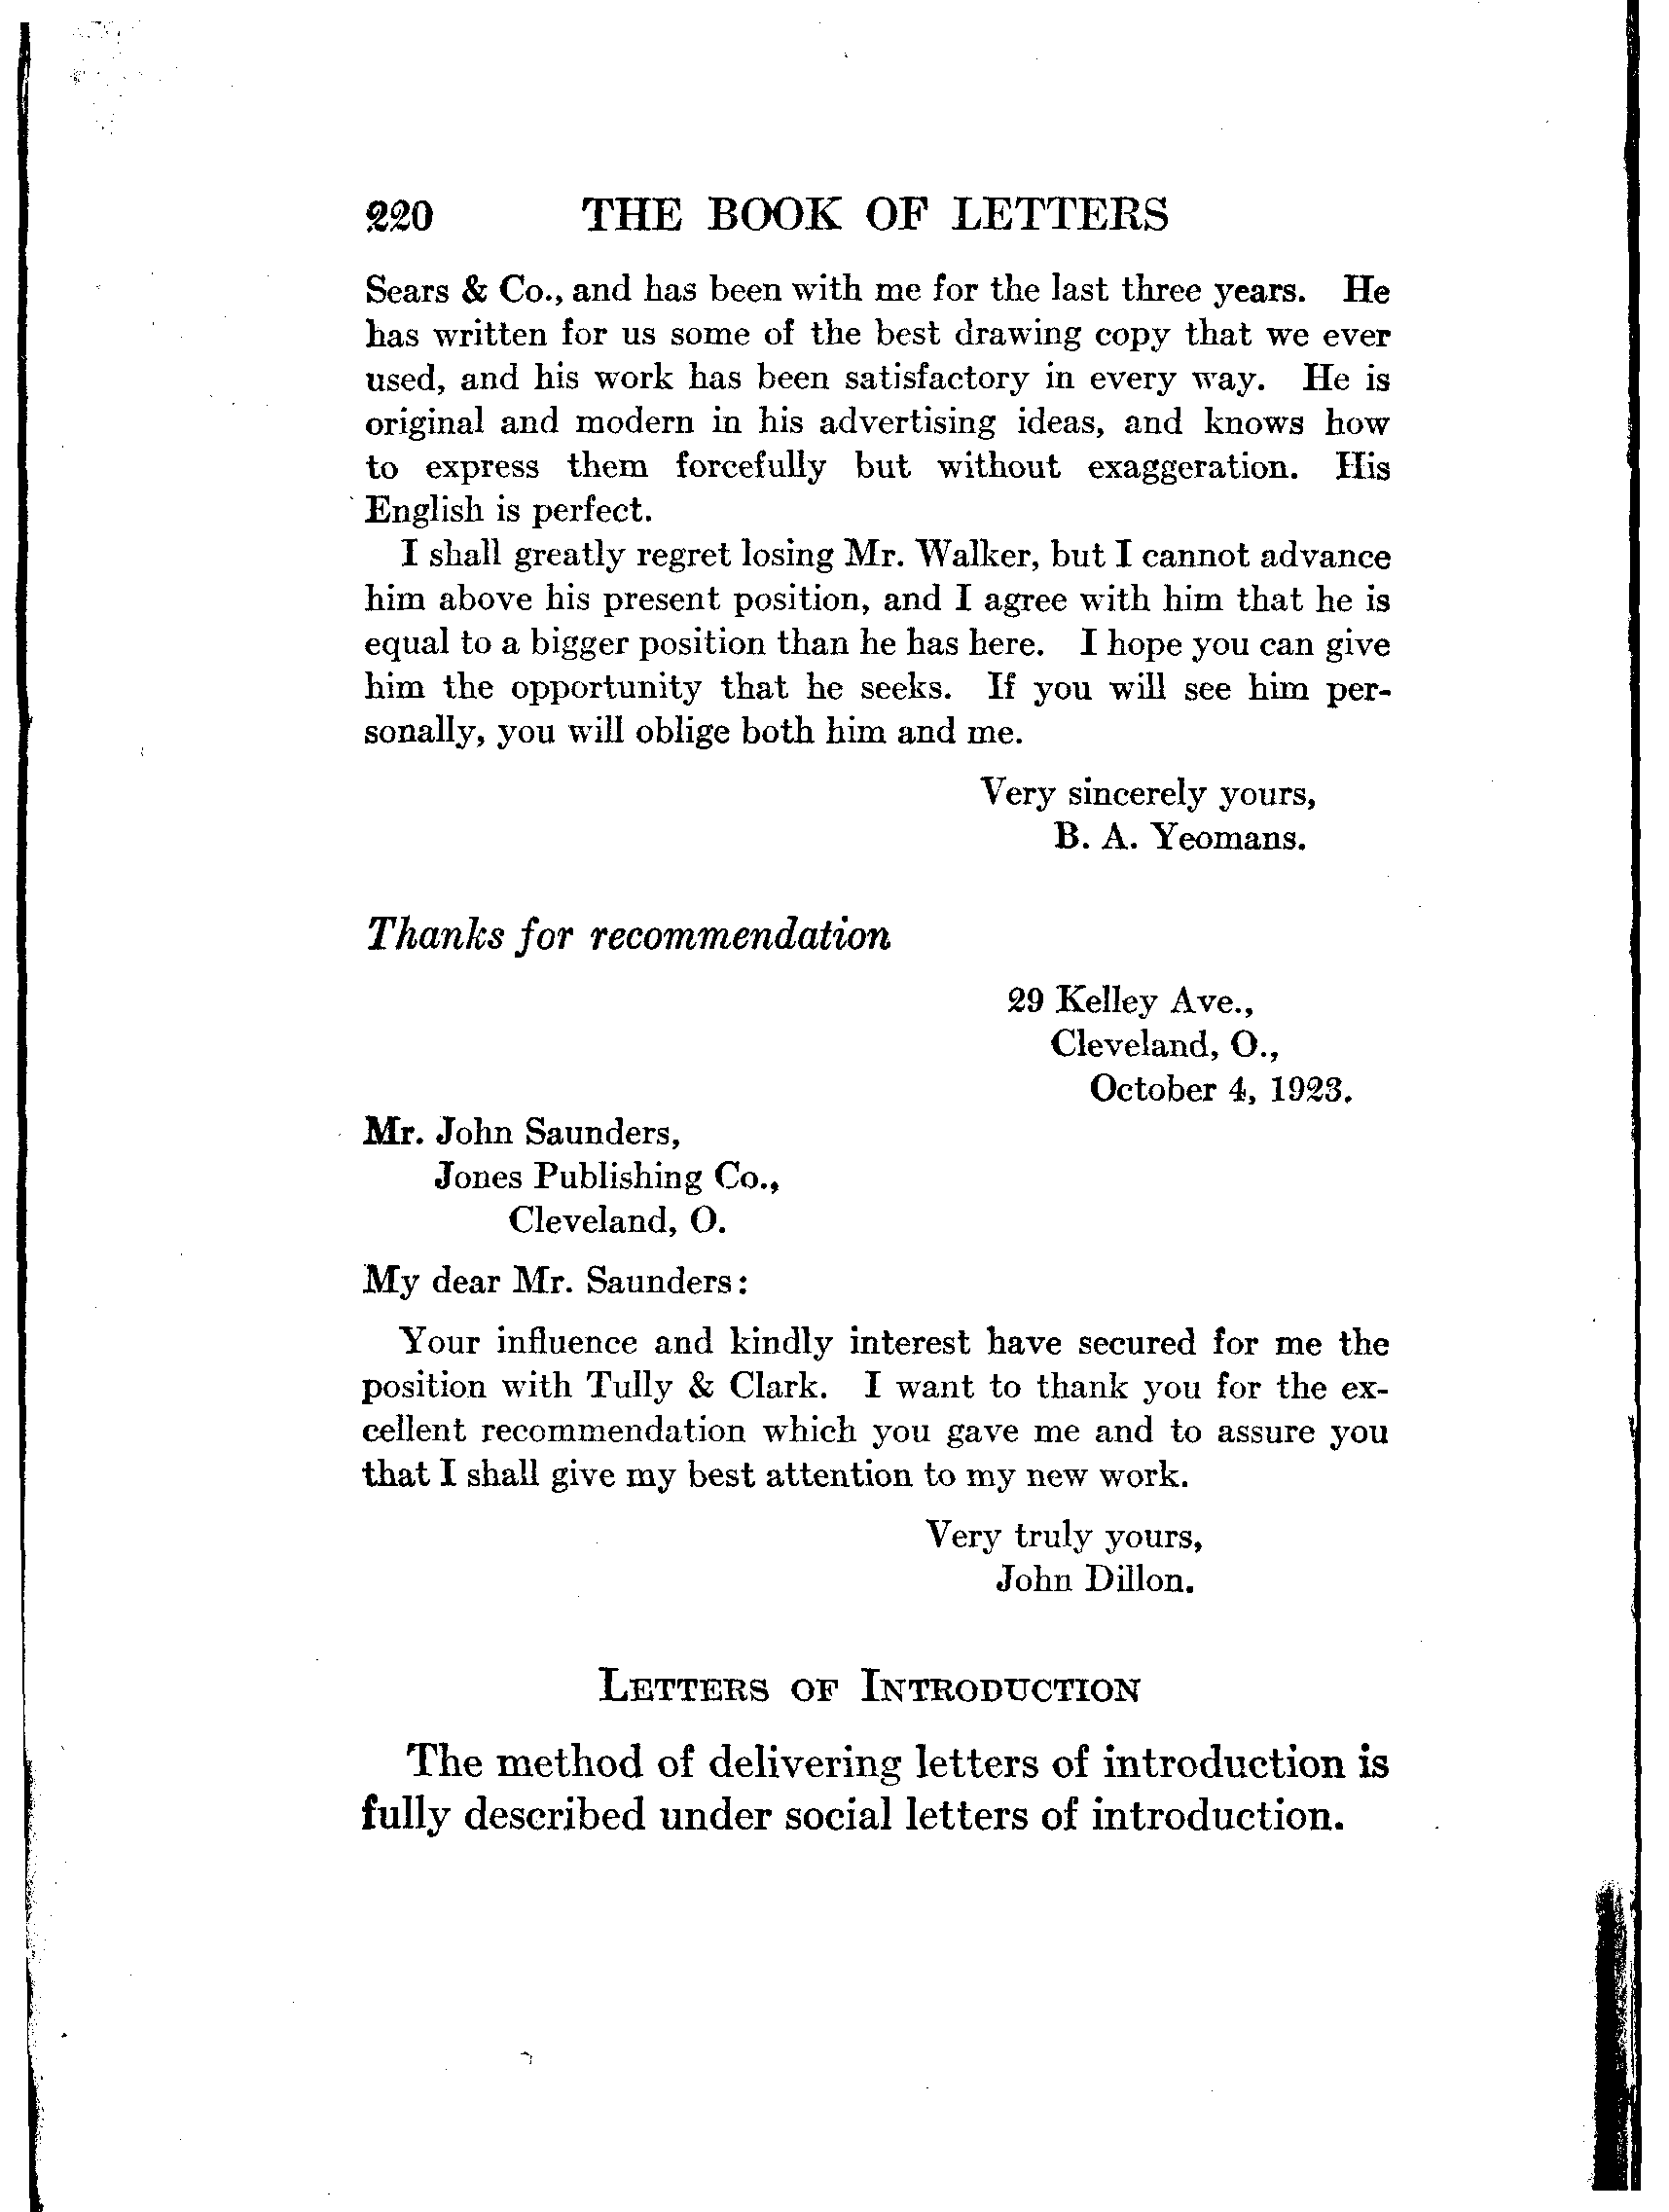 220 THE BOOK OF LETTERS
Sears & Co., and has been with me for the last three years. He
has written for us some of the best drawing copy that we ever
used, and his work has been satisfactory in every way. He is
original and modern in his advertising ideas, and knows how
to express them forcefully but without exaggeration. His
English is perfect.
I shall greatly regret losing Mr. Walker, but I cannot advance
him above his present position, and I agree with him that he is
equal to a bigger position than he has here. I hope you can give
him the opportunity that he seeks. If you will see him per-
sonally, you will oblige both him and me.
Very sincerely yours,
B. A. Yeomans.
Thanks for recommendation
29 Kelley Ave.,
Cleveland, O.,
October 4, 1923.
Mr. John Saunders,
Jones Publishing Co.,
Cleveland, O.
My dear Mr. Saunders:
Your influence and kindly interest have secured for me the
position with Tully & Clark. I want to thank you for the ex-
cellent recommendation which you gave me and to assure you
that I shall give my best attention to my new work.
Very truly yours,
John Dillon.
LETTERS OF INTRODUCTION
The method of delivering letters of introduction is
fully described under social letters of introduction.